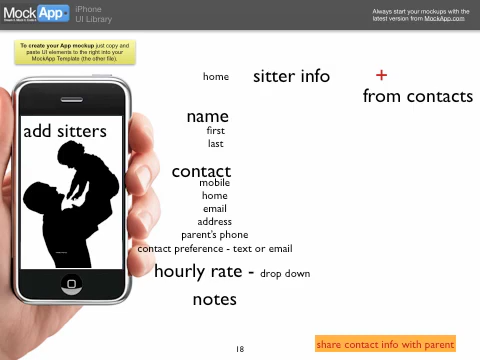 MockApp
iPhone
UI Library
Always start your mockups with the
latest version from MockApp.com
To create your App mockup just copy and
paste UI elements to the right into your
MockApp Template (the other file).
home
sitter info
+
from contacts
add sitters
name
first
last
contact
mobile
home
email
address
parent's phone
contact preference - text or email
hourly rate - drop down
notes
18
share contact info with parent